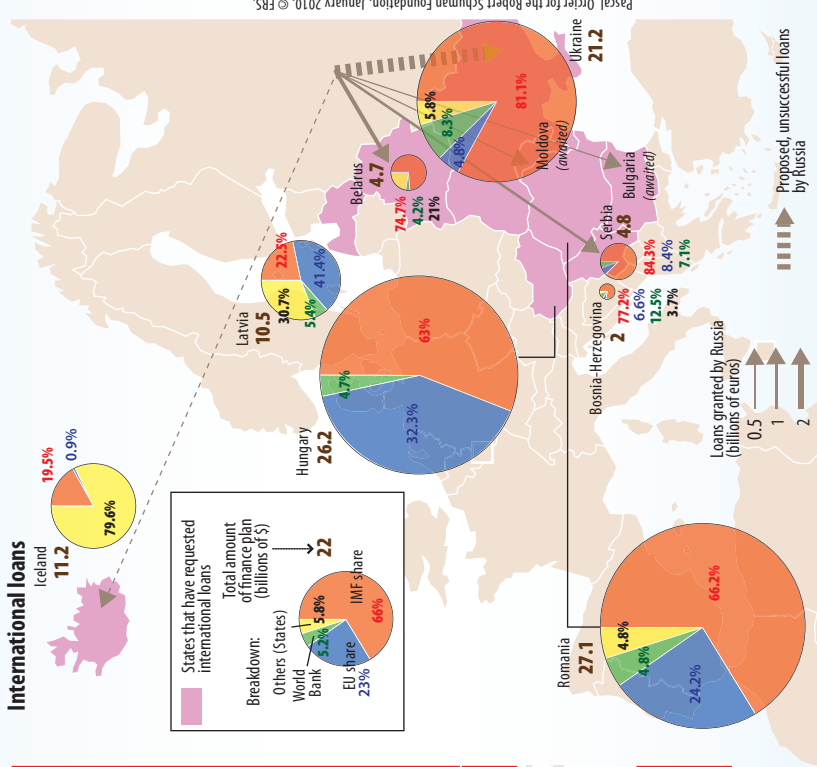 International loans
Iceland
11.2
19.5%
0.9%
79.6%
States that have requested
international loans
Breakdown:
Others (States)
World
Bank
EU share
23%
5.2%
5.8%
IMF share
66%
Total amount
of finance plan
(billions of $)
22
Latvia
10.5
22.5%
30.7%
41.4%
5.4%
Hungary
26.2
4.7%
63%
32.3%
Belarus
4.7
74.7%
4.2%
21%
Ukraine
21.2
5.8%
8.3%
4.8%
81.1%
Moldova
(awaited)
Bulgaria
(awaited)
Serbia
4.8
84.3%
8.4%
7.1%
Bosnia-Herzegovina
2
77.2%
6.6%
12.5%
3.7%
Romania
27.1
4.8%
4.8%
66.2%
24.2%
Loans granted by Russia
(billions of euros)
0.5
1
2
Proposed, unsuccessful loans
by Russia
Pascal Orcier for the Robert Schuman Foundation, January 2010, © FRS.